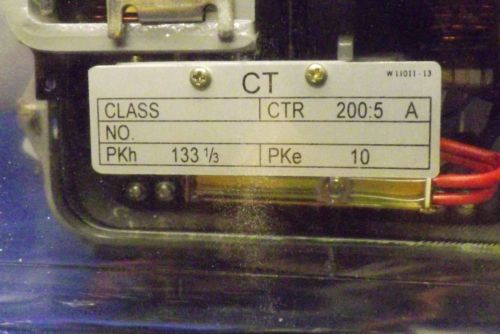 CT
W 11011-13
CLASS CTR 200:5 A
NO.
PKh 133 1/3 PKe 10